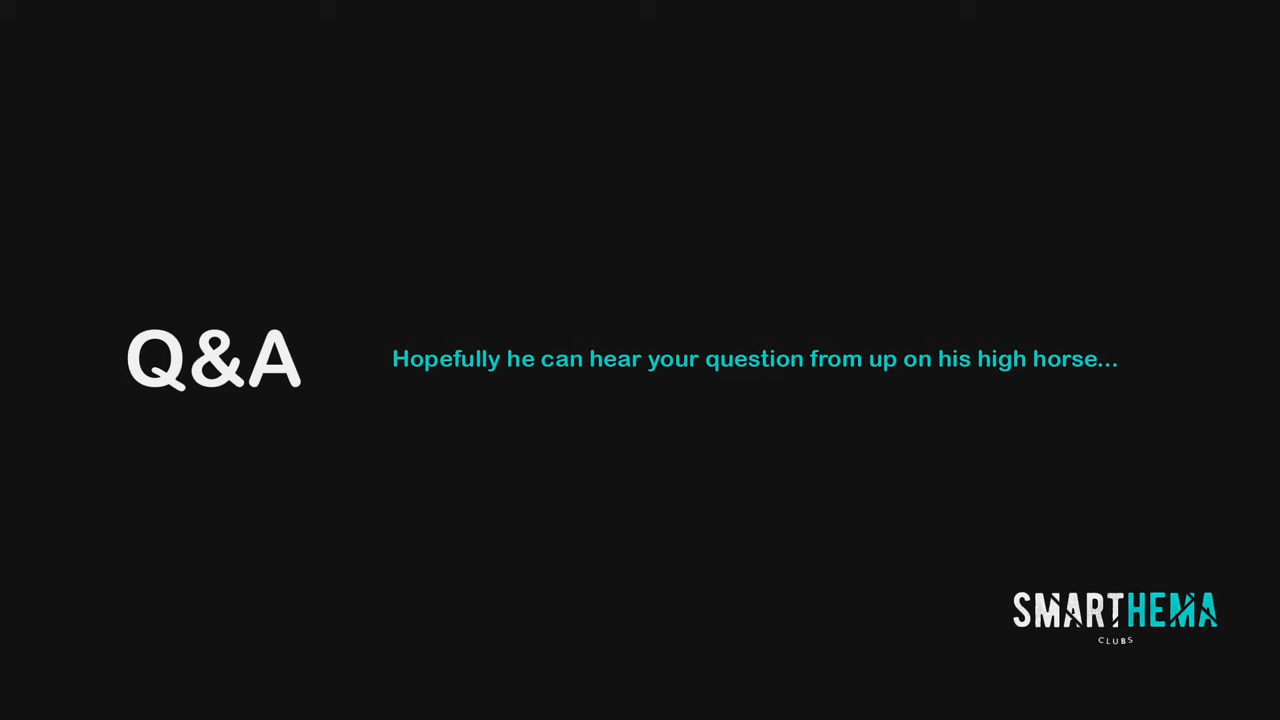 Q&A
Hopefully he can hear your question from up on his high horse...
SMARTHEMA
CLUBS